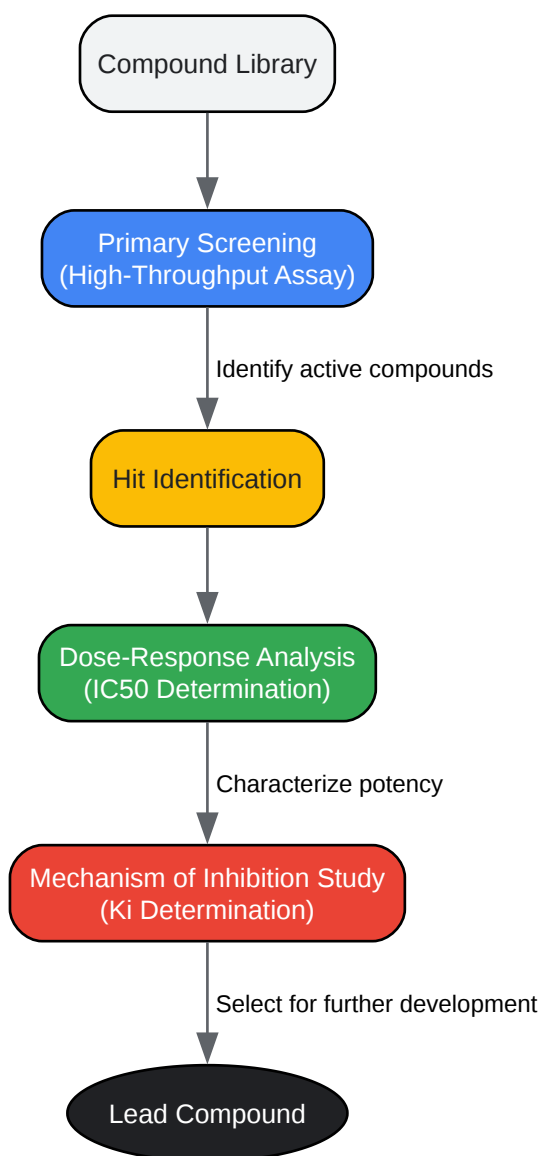 Compound Library
Primary Screening
(High-Throughput Assay)
Identify active compounds
Hit Identification
Dose-Response Analysis
(IC50 Determination)
Characterize potency
Mechanism of Inhibition Study
(Ki Determination)
Select for further development
Lead Compound